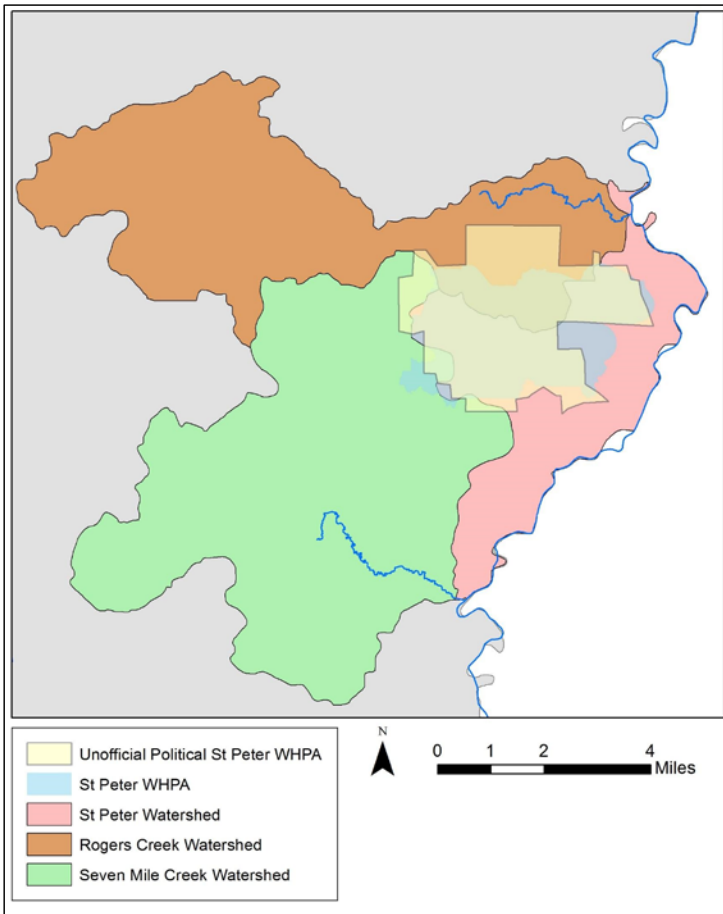 Unofficial Political St Peter WHPA
St Peter WHPA
St Peter Watershed
Rogers Creek Watershed
Seven Mile Creek Watershed
N
0 1 2 4
Miles